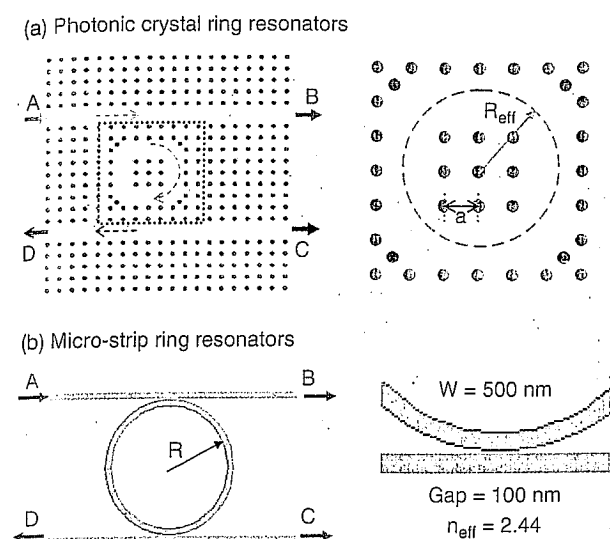 (a) Photonic crystal ring resonators
A
B
D
C
R_eff
a
(b) Micro-strip ring resonators
A
B
R
D
C
W = 500 nm
Gap = 100 nm
n_eff = 2.44